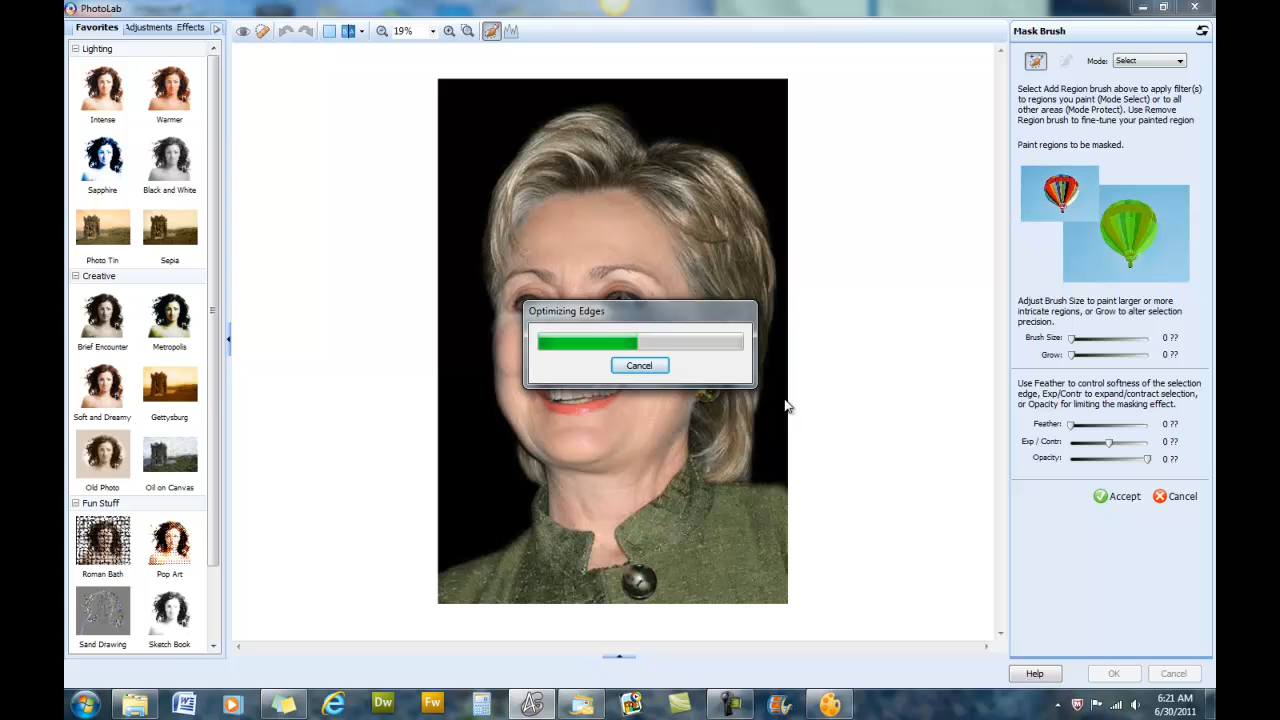 PhotoLab
Favorites Adjustments Effects
19%
Mask Brush
Lighting
Intense
Warmer
Sapphire
Black and White
Photo Tin
Sepia
Creative
Brief Encounter
Metropolis
Soft and Dreamy
Gettysburg
Old Photo
Oil on Canvas
Fun Stuff
Roman Bath
Pop Art
Sand Drawing
Sketch Book
Optimizing Edges
Cancel
Mode: Select
Select Add Region brush above to apply filter(s)
to regions you paint (Mode Select) or to all
other areas (Mode Protect). Use Remove
Region brush to fine-tune your painted region
Paint regions to be masked.
Adjust Brush Size to paint larger or more
intricate regions, or Grow to alter selection
precision.
Brush Size: 0 ??
Grow: 0 ??
Use Feather to control softness of the selection
edge, Exp/Contr to expand/contract selection,
or Opacity for limiting the masking effect.
Feather: 0 ??
Exp / Contr: 0 ??
Opacity: 0 ??
Accept Cancel
Help OK Cancel
Dw Fw
6:21 AM
6/30/2011